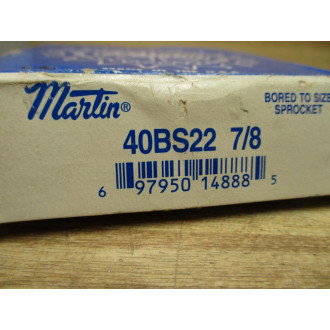 Martin®
BORED TO SIZE
SPROCKET
40BS22 7/8
6 97950 14888 5